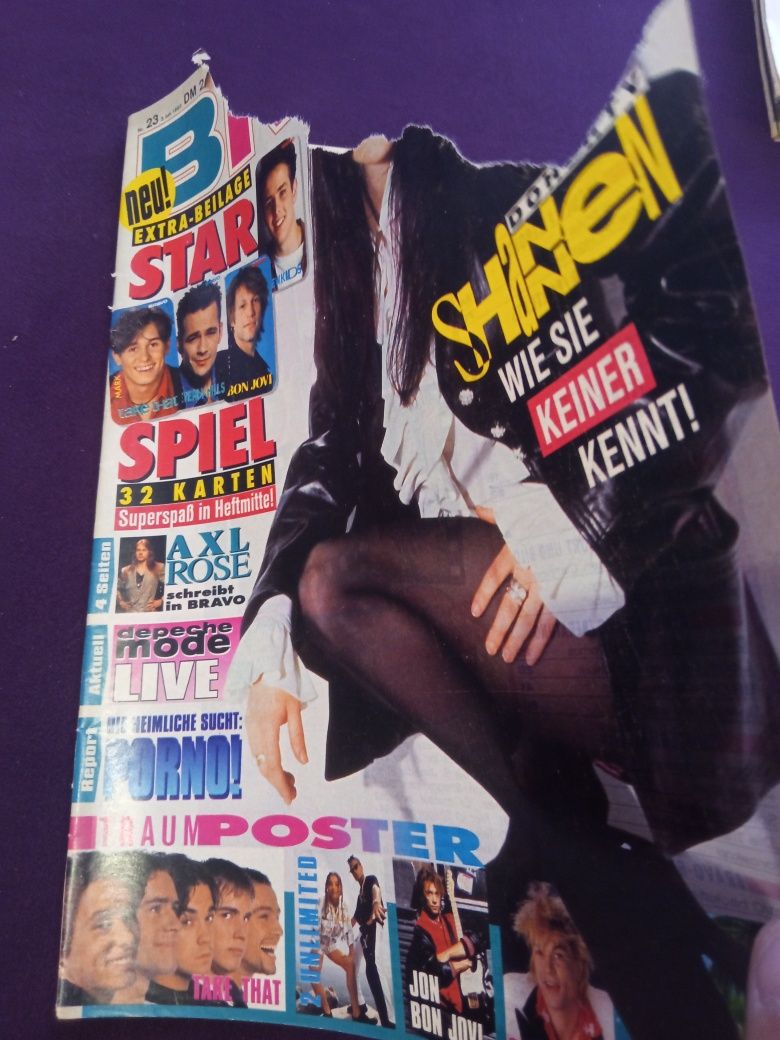 Nr. 23
DM 2
neu!
EXTRA-BEILAGE
STAR
MARK
take that
BON JOVI
SPIEL
32 KARTEN
Superspaß in Heftmitte!
4 Seiten
AXL
ROSE
schreibt
in BRAVO
Aktuell
depeche
mode
LIVE
Report
DIE HEIMLICHE SUCHT:
PORNO!
SHaNNeN
WIE SIE
KEINER
KENNT!
TRAUMPOSTER
TAKE THAT
2 UNLIMITED
JON
BON JOVI